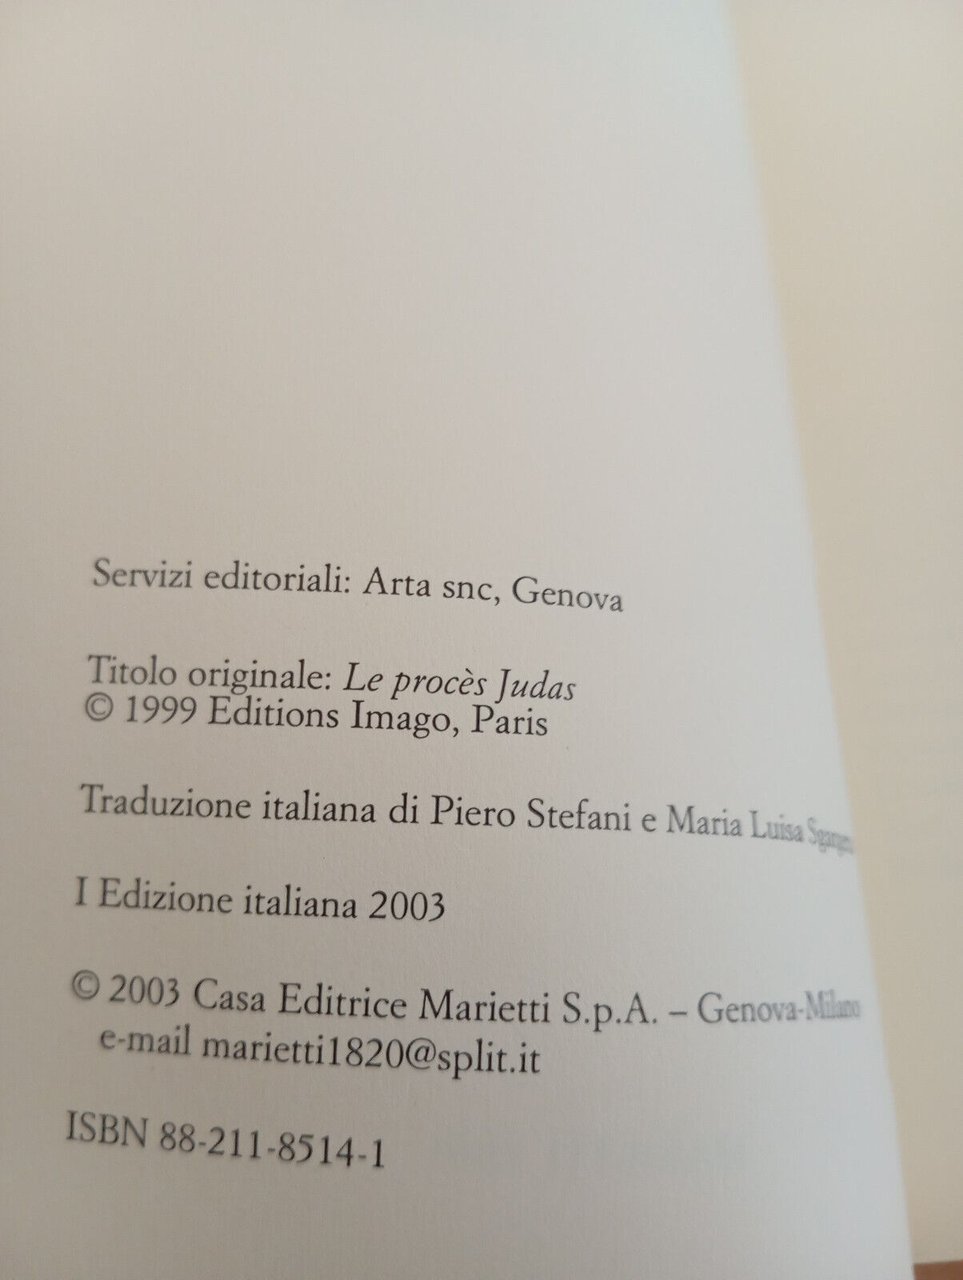 Servizi editoriali: Arta snc, Genova
Titolo originale: Le procès Judas
© 1999 Editions Imago, Paris
Traduzione italiana di Piero Stefani e Maria Luisa
I Edizione italiana 2003
© 2003 Casa Editrice Marietti S.p.A. – Genova-Milano
e-mail marietti1820@split.it
ISBN 88-211-8514-1